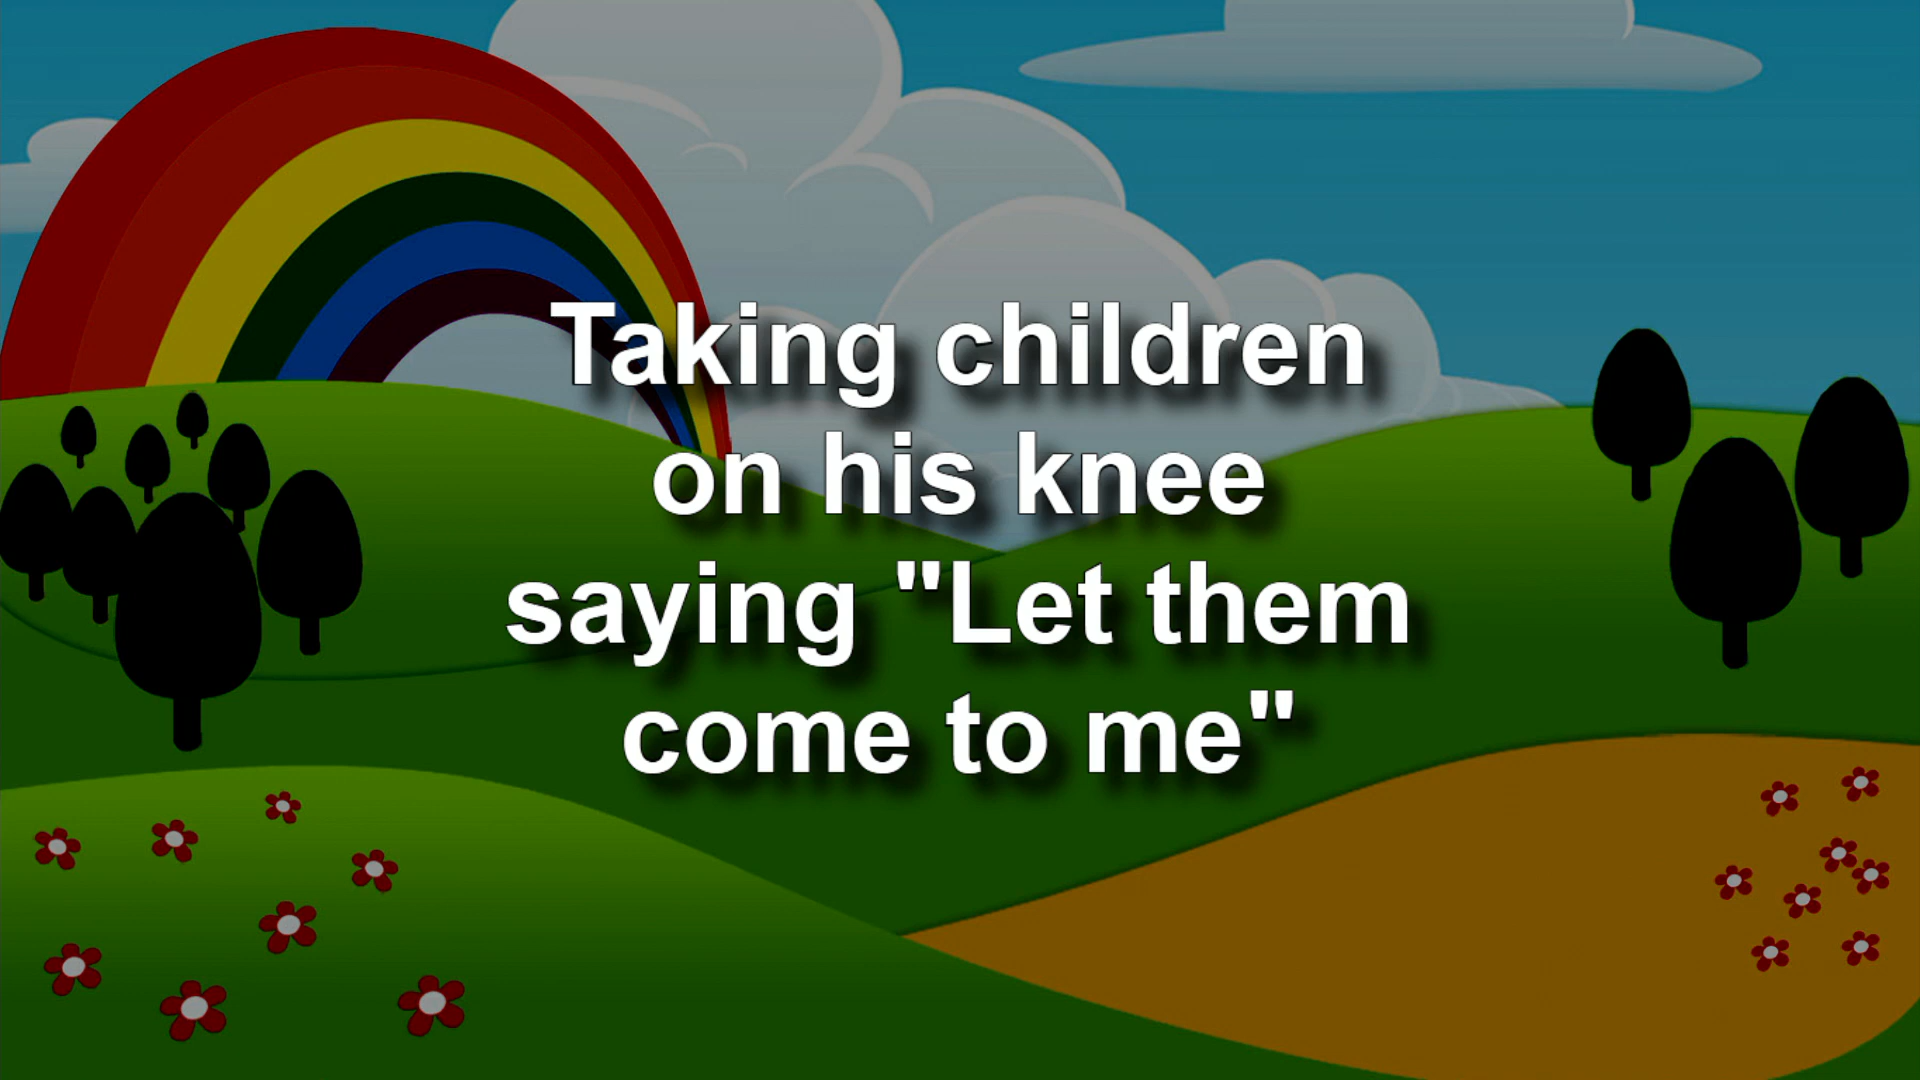 Taking children
on his knee
saying "Let them
come to me"